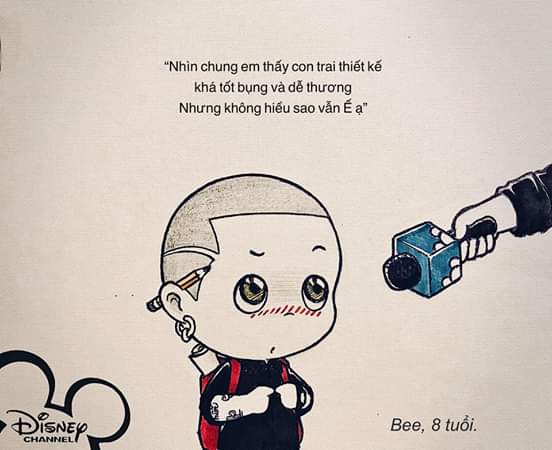 “Nhìn chung em thấy con trai thiết kế
khá tốt bụng và dễ thương
Nhưng không hiểu sao vẫn Ế ạ”
DISNEY
CHANNEL
Bee, 8 tuổi.